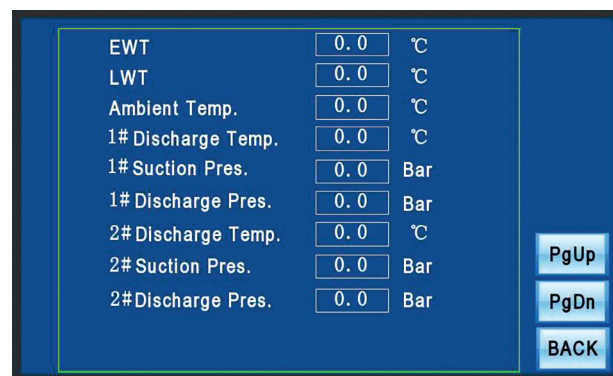 EWT 0.0 ℃
LWT 0.0 ℃
Ambient Temp. 0.0 ℃
1# Discharge Temp. 0.0 ℃
1# Suction Pres. 0.0 Bar
1# Discharge Pres. 0.0 Bar
2# Discharge Temp. 0.0 ℃
2# Suction Pres. 0.0 Bar
2# Discharge Pres. 0.0 Bar
PgUp
PgDn
BACK